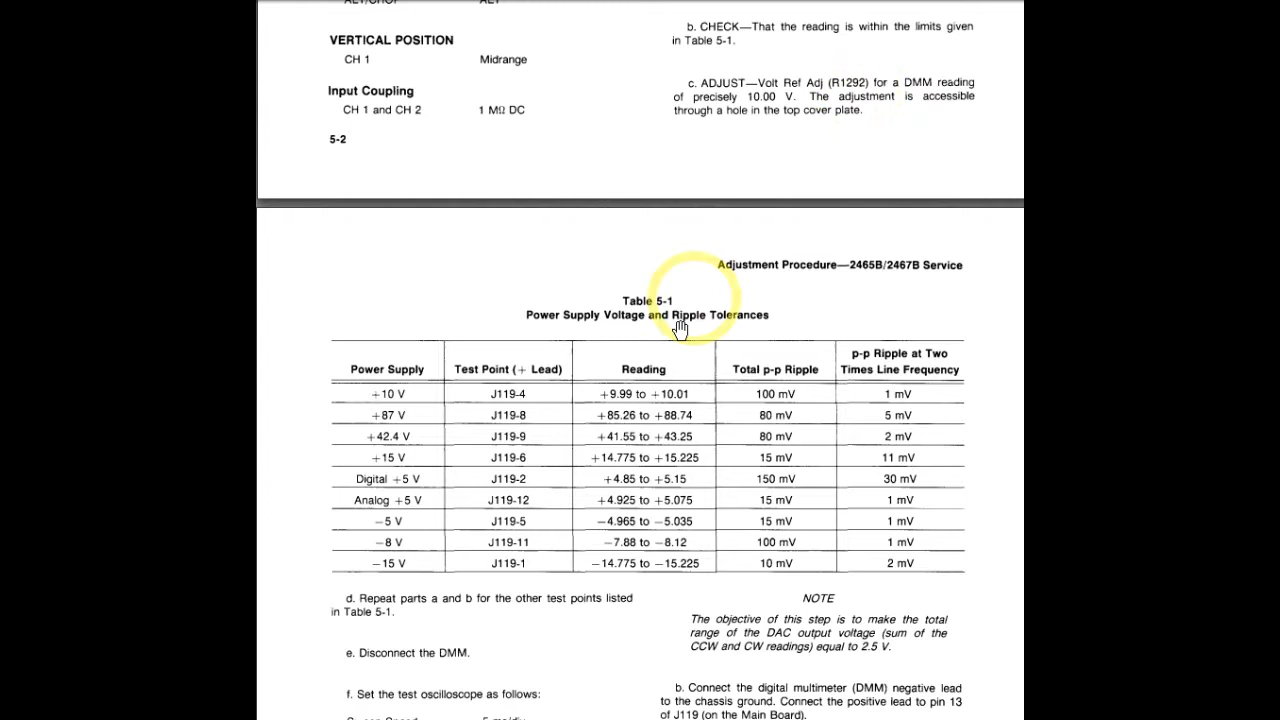 VERTICAL POSITION
CH 1 Midrange
Input Coupling
CH 1 and CH 2 1 MΩ DC
5-2
b. CHECK—That the reading is within the limits given
in Table 5-1.
c. ADJUST—Volt Ref Adj (R1292) for a DMM reading
of precisely 10.00 V. The adjustment is accessible
through a hole in the top cover plate.
Adjustment Procedure—2465B/2467B Service
Table 5-1
Power Supply Voltage and Ripple Tolerances
Power Supply Test Point (+ Lead) Reading Total p-p Ripple p-p Ripple at Two
Times Line Frequency
+10 V J119-4 +9.99 to +10.01 100 mV 1 mV
+87 V J119-8 +85.26 to +88.74 80 mV 5 mV
+42.4 V J119-9 +41.55 to +43.25 80 mV 2 mV
+15 V J119-6 +14.775 to +15.225 15 mV 11 mV
Digital +5 V J119-2 +4.85 to +5.15 150 mV 30 mV
Analog +5 V J119-12 +4.925 to +5.075 15 mV 1 mV
−5 V J119-5 −4.965 to −5.035 15 mV 1 mV
−8 V J119-11 −7.88 to −8.12 100 mV 1 mV
−15 V J119-1 −14.775 to −15.225 10 mV 2 mV
d. Repeat parts a and b for the other test points listed
in Table 5-1.
e. Disconnect the DMM.
f. Set the test oscilloscope as follows:
NOTE
The objective of this step is to make the total
range of the DAC output voltage (sum of the
CCW and CW readings) equal to 2.5 V.
b. Connect the digital multimeter (DMM) negative lead
to the chassis ground. Connect the positive lead to pin 13
of J119 (on the Main Board).